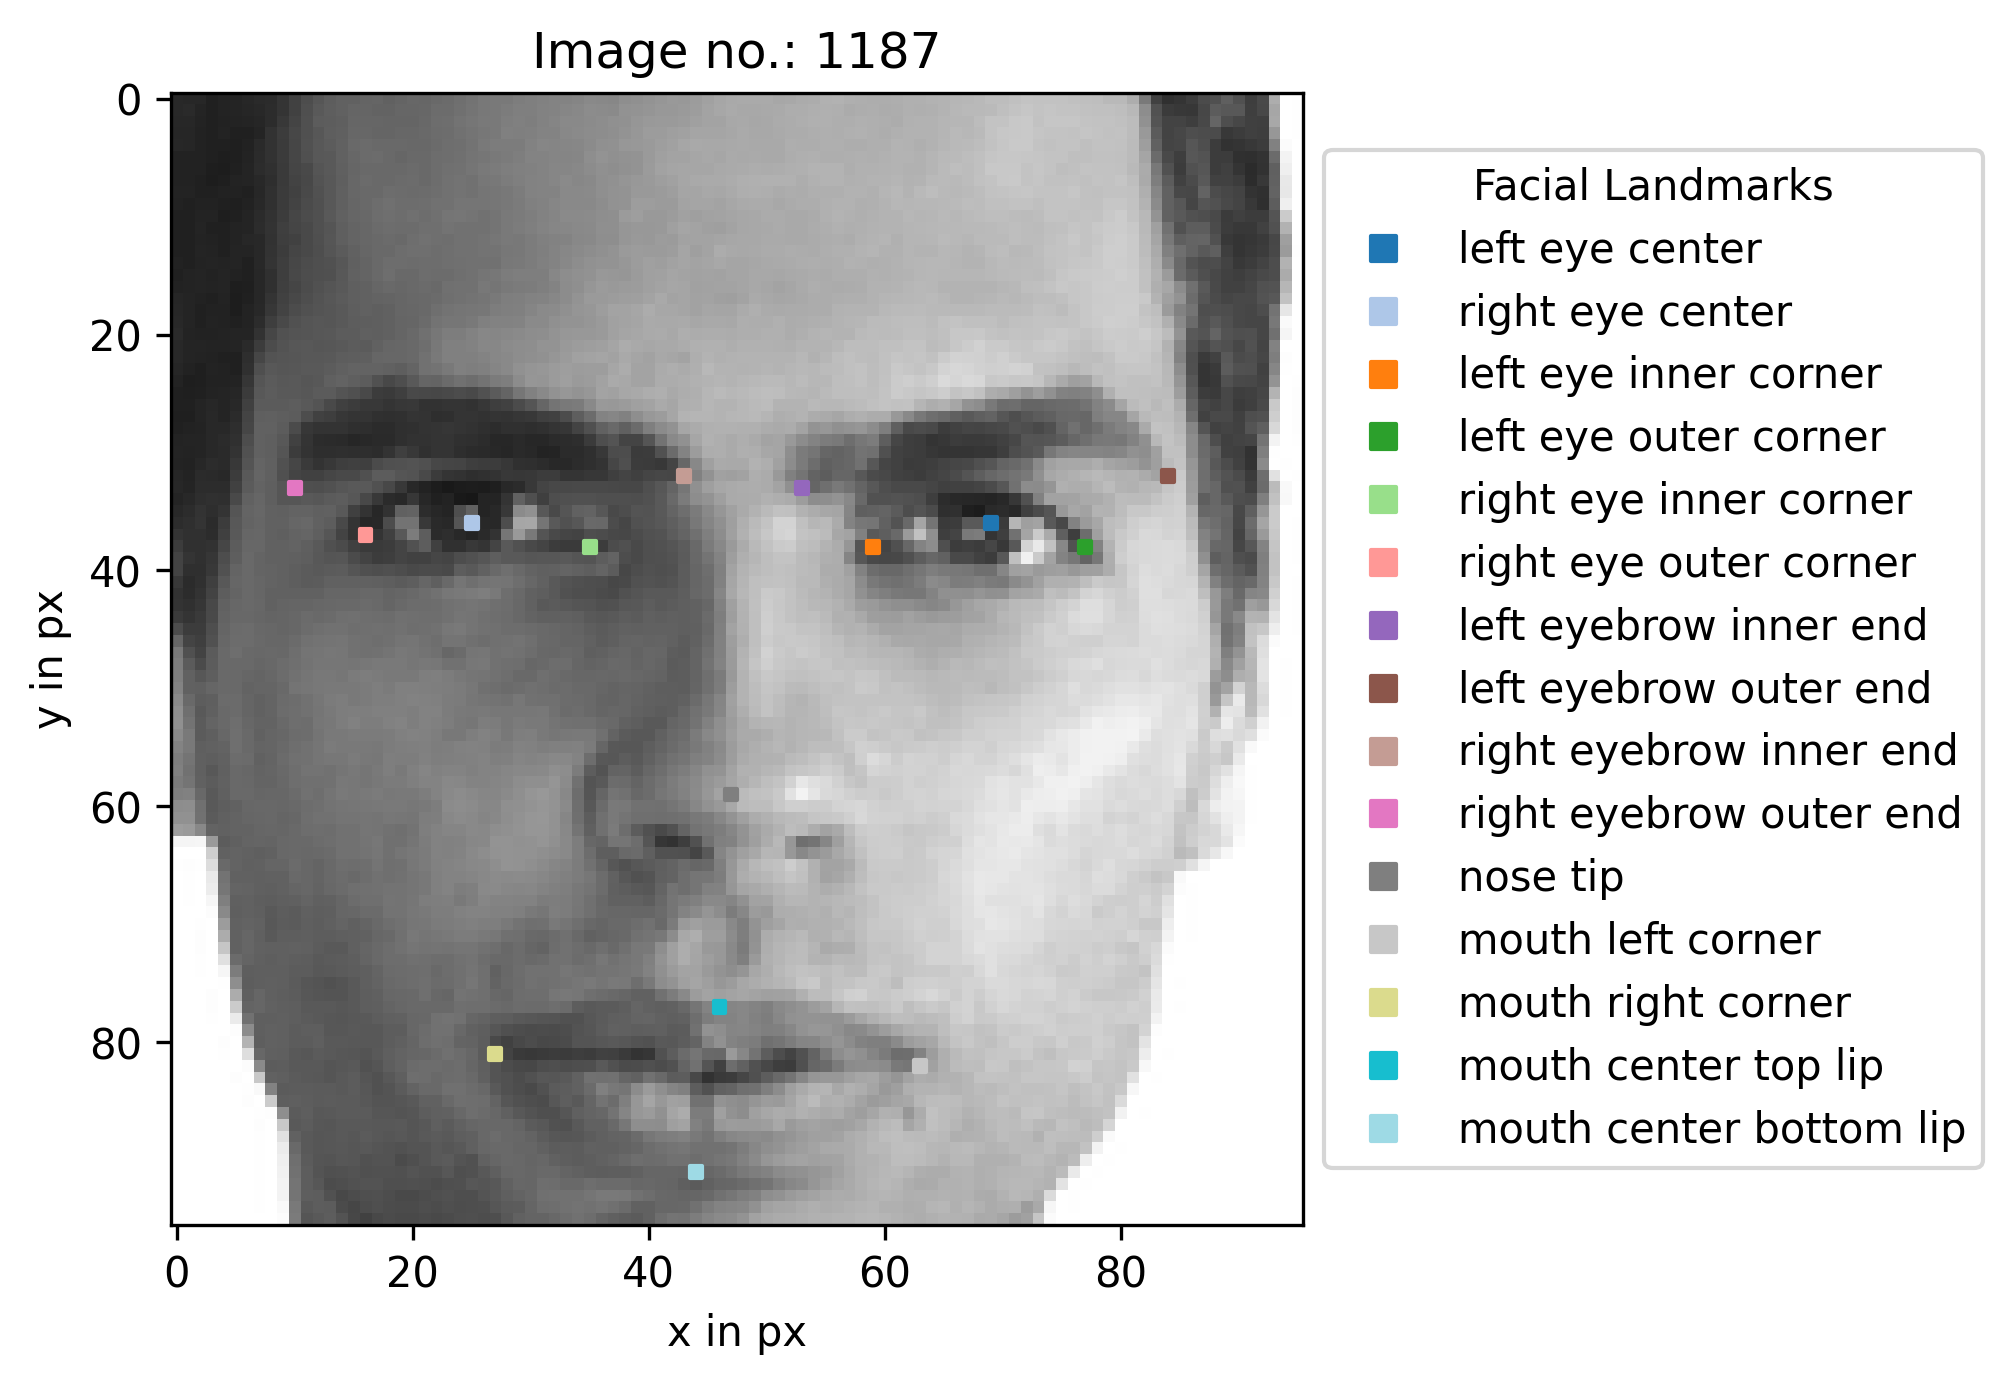 Image no.: 1187
0
20
40
60
80
y in px
0 20 40 60 80
x in px
Facial Landmarks
left eye center
right eye center
left eye inner corner
left eye outer corner
right eye inner corner
right eye outer corner
left eyebrow inner end
left eyebrow outer end
right eyebrow inner end
right eyebrow outer end
nose tip
mouth left corner
mouth right corner
mouth center top lip
mouth center bottom lip